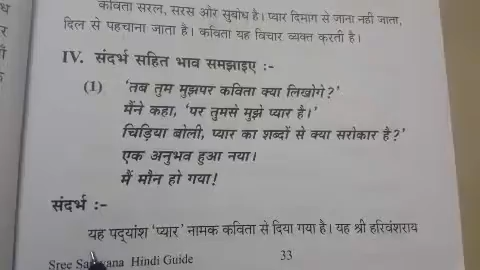 कविता सरल, सरस और सुबोध है। प्यार दिमाग से जाना नहीं जाता,
दिल से पहचाना जाता है। कविता यह विचार व्यक्त करती है।
IV. संदर्भ सहित भाव समझाइए :-
(1) 'तब तुम मुझपर कविता क्या लिखोगे?'
मैंने कहा, 'पर तुमसे मुझे प्यार है।'
चिड़िया बोली, प्यार का शब्दों से क्या सरोकार है?'
एक अनुभव हुआ नया।
मैं मौन हो गया!
संदर्भ :-
यह पद्यांश 'प्यार' नामक कविता से दिया गया है। यह श्री हरिवंशराय
Sree Hindi Guide 33